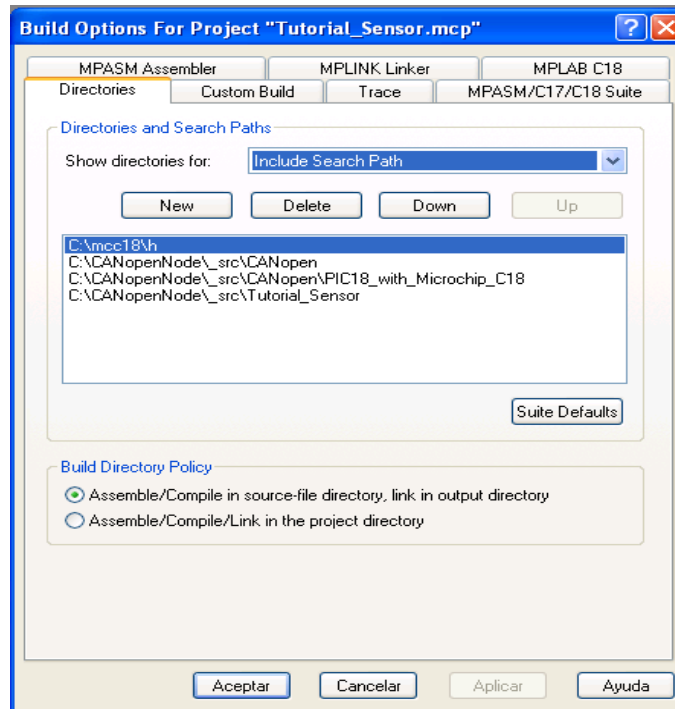 Build Options For Project "Tutorial_Sensor.mcp"
MPASM Assembler MPLINK Linker MPLAB C18
Directories Custom Build Trace MPASM/C17/C18 Suite
Directories and Search Paths
Show directories for: Include Search Path
New Delete Down Up
C:\mcc18\h
C:\CANopenNode\_src\CANopen
C:\CANopenNode\_src\CANopen\PIC18_with_Microchip_C18
C:\CANopenNode\_src\Tutorial_Sensor
Suite Defaults
Build Directory Policy
Assemble/Compile in source-file directory, link in output directory
Assemble/Compile/Link in the project directory
Aceptar Cancelar Aplicar Ayuda